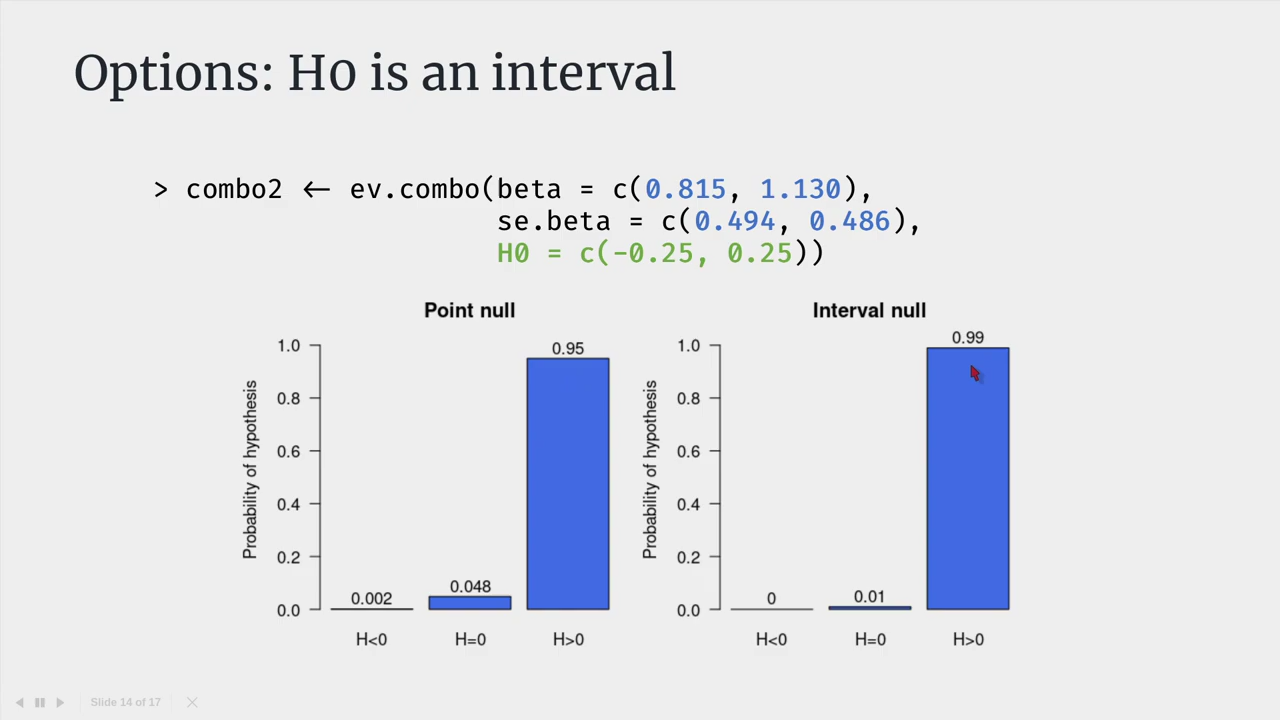 Options: H0 is an interval
> combo2 ← ev.combo(beta = c(0.815, 1.130),
se.beta = c(0.494, 0.486),
H0 = c(-0.25, 0.25))
Point null
Probability of hypothesis
1.0
0.8
0.6
0.4
0.2
0.0
0.002
0.048
0.95
H<0
H=0
H>0
Interval null
Probability of hypothesis
1.0
0.8
0.6
0.4
0.2
0.0
0
0.01
0.99
H<0
H=0
H>0
Slide 14 of 17